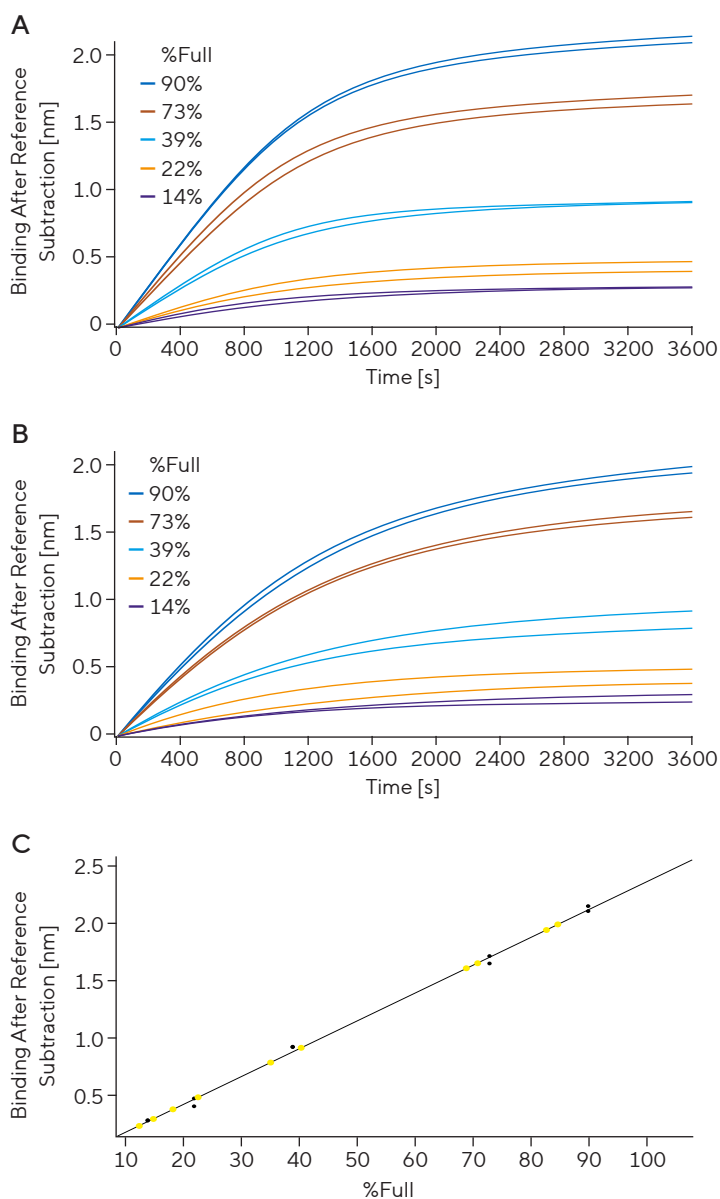 A
Binding After Reference
Subtraction [nm]
2.0
1.5
1.0
0.5
0
%Full
90%
73%
39%
22%
14%
0 400 800 1200 1600 2000 2400 2800 3200 3600
Time [s]
B
Binding After Reference
Subtraction [nm]
2.0
1.5
1.0
0.5
0
%Full
90%
73%
39%
22%
14%
0 400 800 1200 1600 2000 2400 2800 3200 3600
Time [s]
C
Binding After Reference
Subtraction [nm]
2.5
2.0
1.5
1.0
0.5
10 20 30 40 50 60 70 80 90 100
%Full